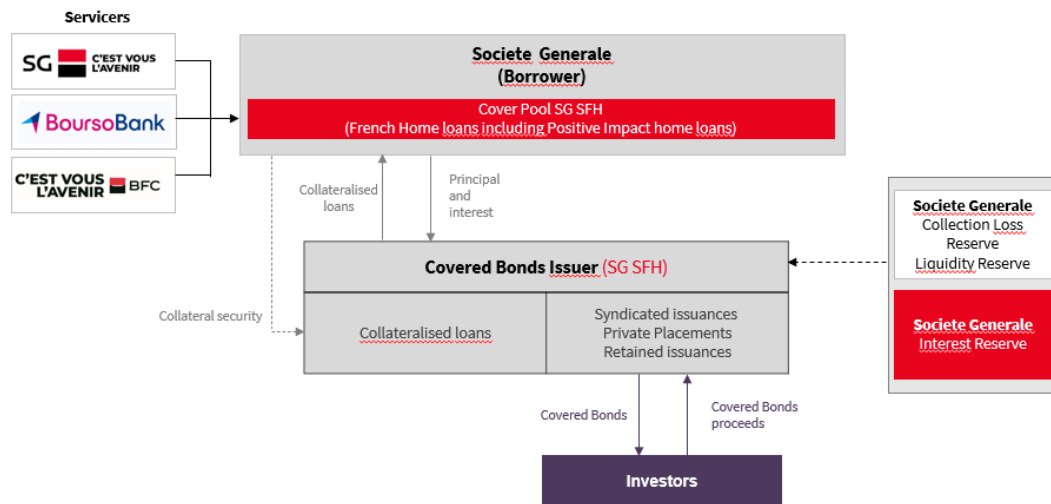 Servicers
SG C'EST VOUS
L'AVENIR
BoursoBank
C'EST VOUS
L'AVENIR BFC
Societe Generale
(Borrower)
Cover Pool SG SFH
(French Home loans including Positive Impact home loans)
Collateralised
loans
Principal
and
interest
Collateral security
Covered Bonds Issuer (SG SFH)
Collateralised loans
Syndicated issuances
Private Placements
Retained issuances
Societe Generale
Collection Loss
Reserve
Liquidity Reserve
Societe Generale
Interest Reserve
Covered Bonds
Covered Bonds
proceeds
Investors